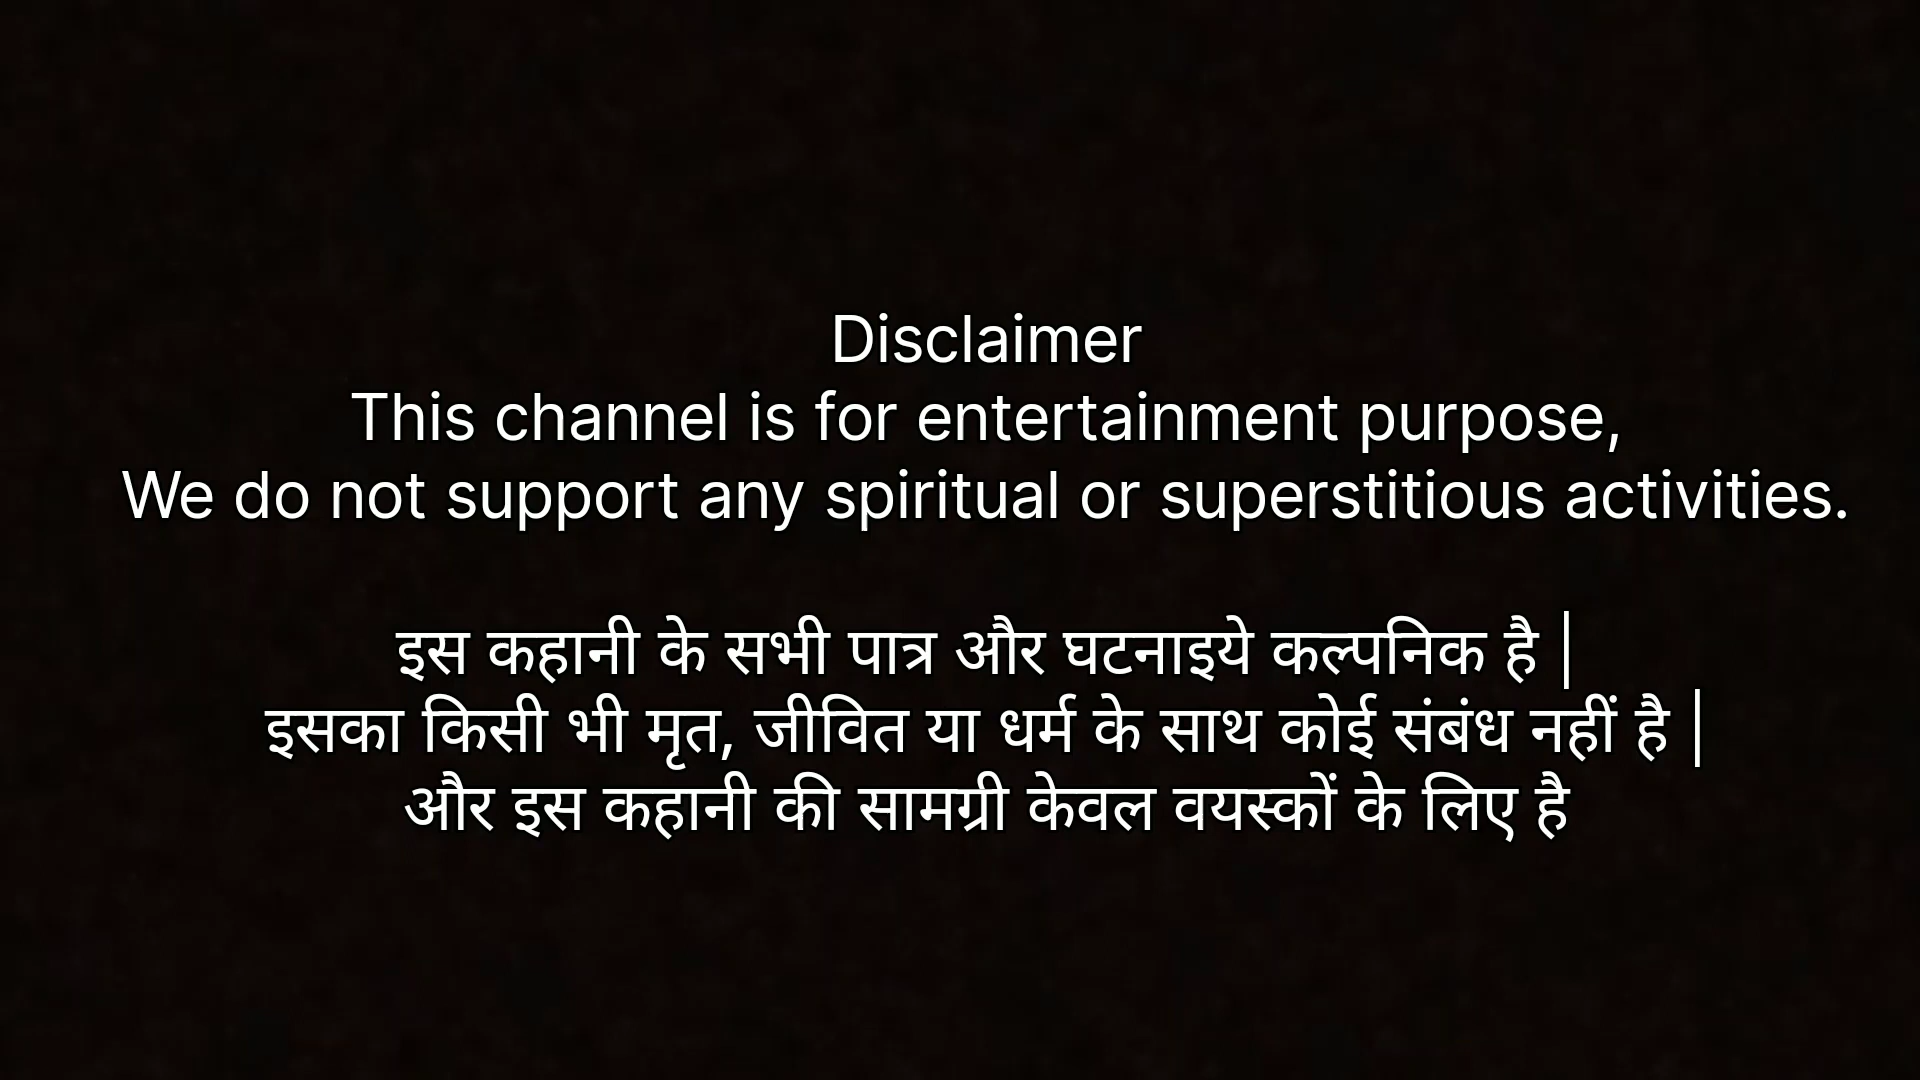 Disclaimer
This channel is for entertainment purpose,
We do not support any spiritual or superstitious activities.
इस कहानी के सभी पात्र और घटनाइये कल्पनिक है |
इसका किसी भी मृत, जीवित या धर्म के साथ कोई संबंध नहीं है |
और इस कहानी की सामग्री केवल वयस्कों के लिए है